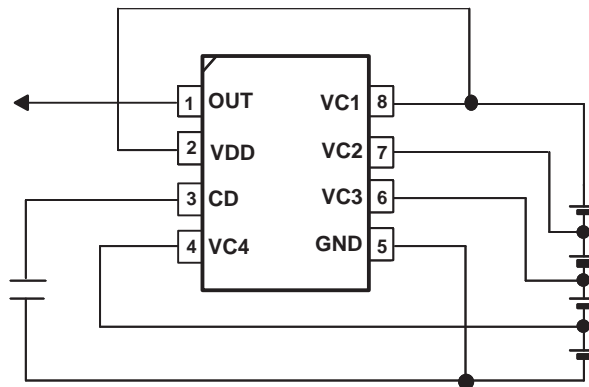 1 OUT VC1 8
2 VDD VC2 7
3 CD VC3 6
4 VC4 GND 5